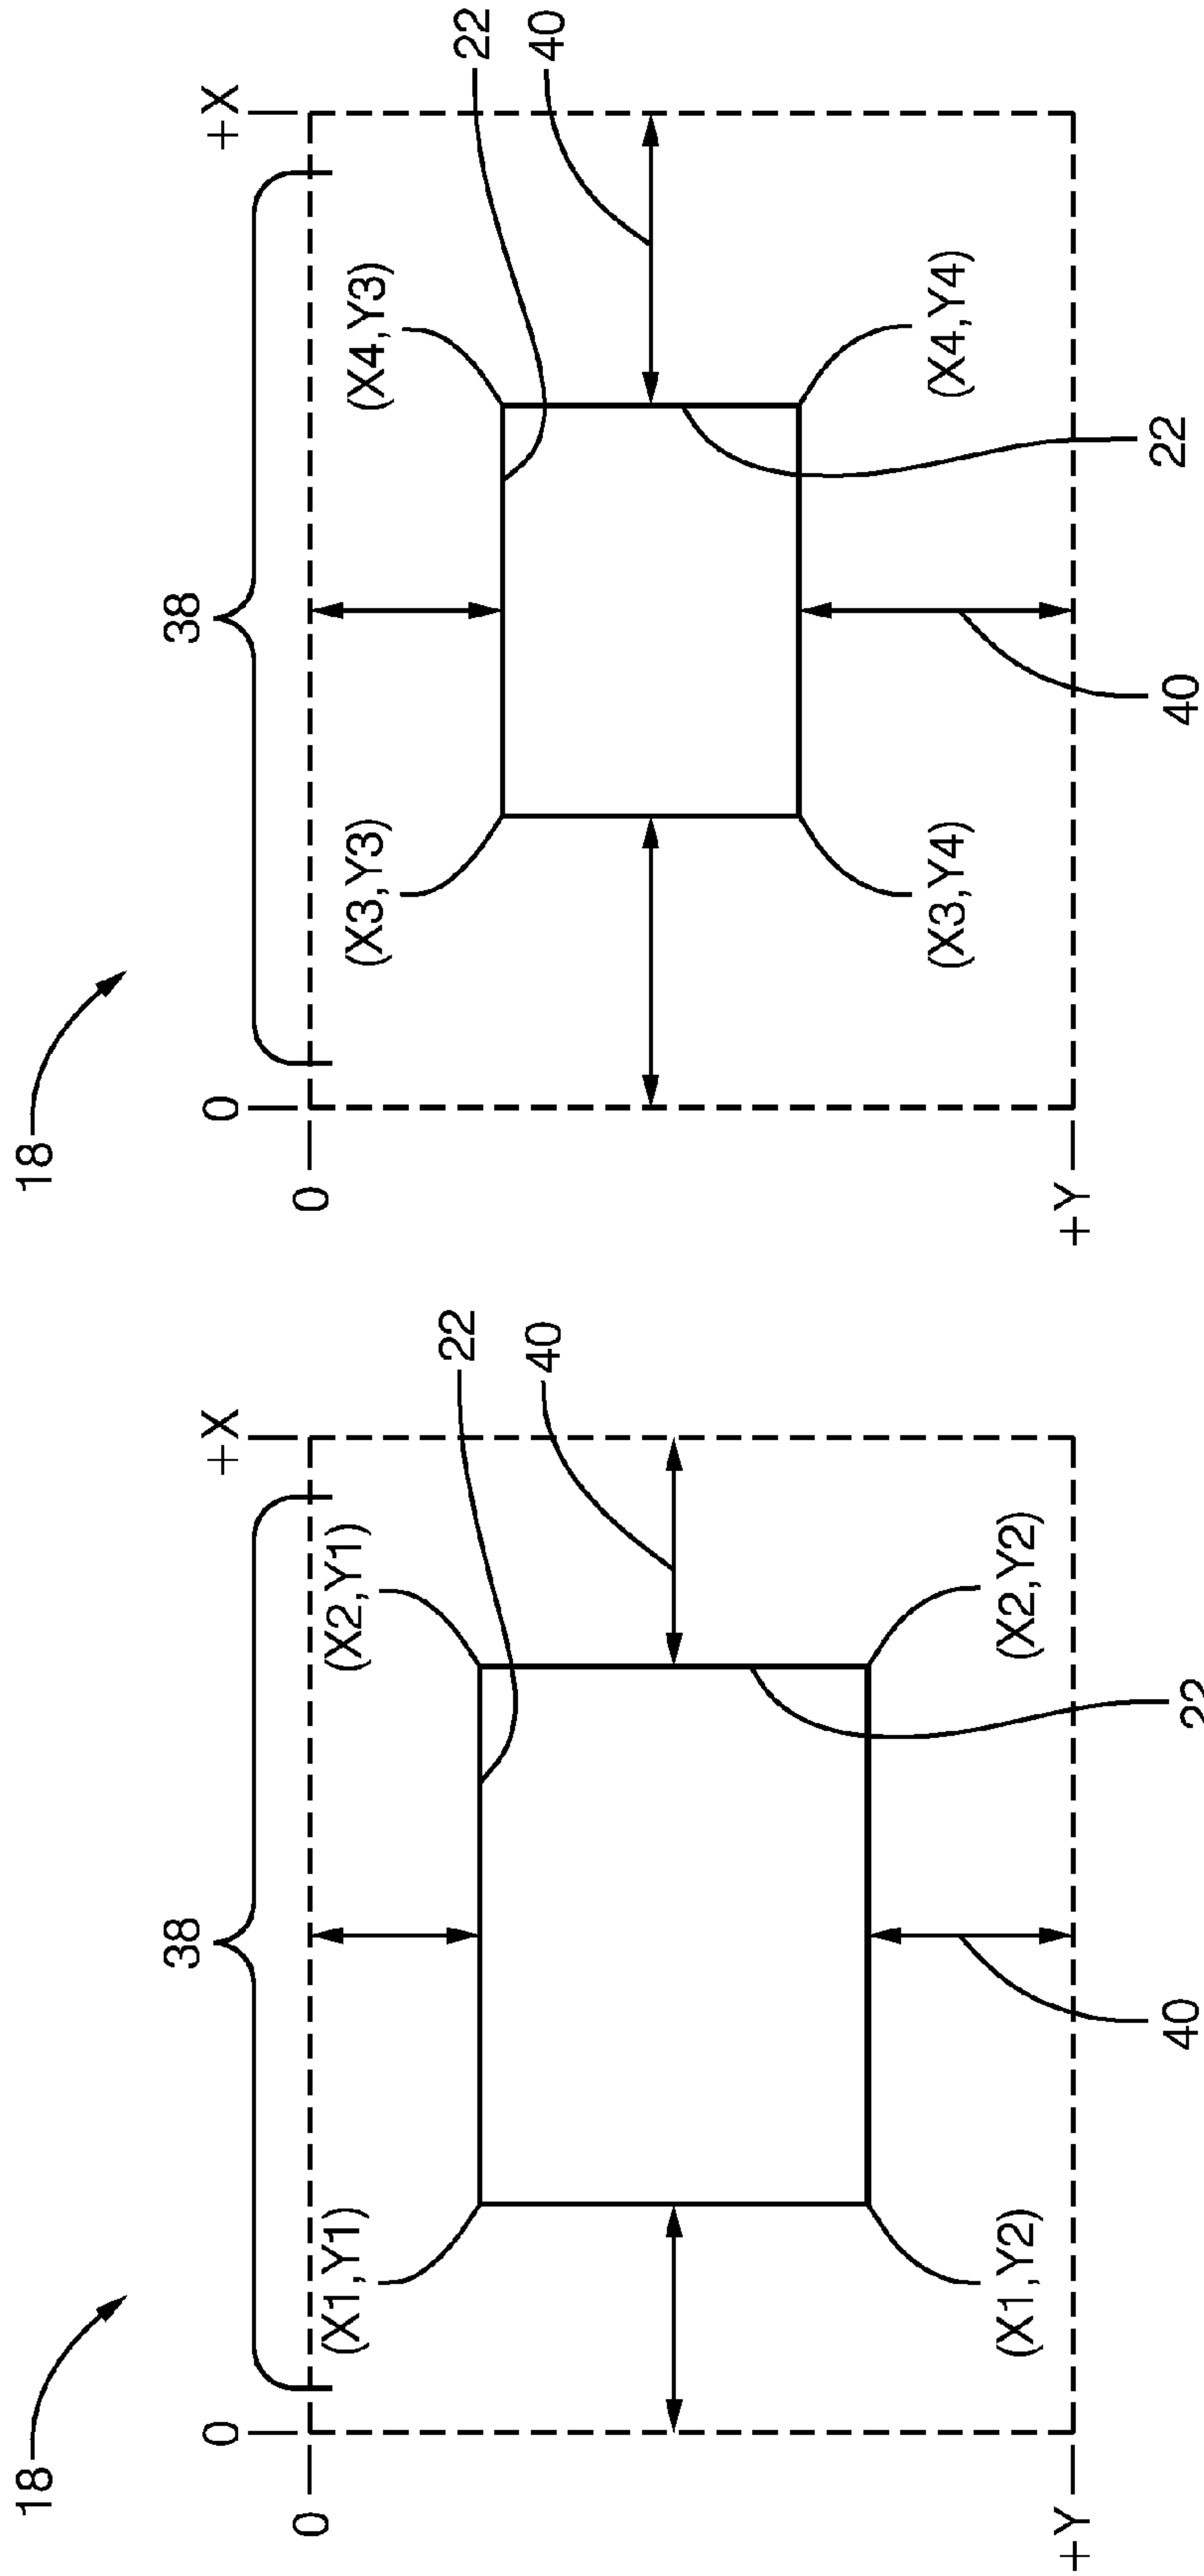 18
38
0
+X
0
(X1,Y1)
(X2,Y1)
22
40
(X1,Y2)
(X2,Y2)
+Y
40
22
18
38
0
+X
0
(X3,Y3)
(X4,Y3)
22
40
(X3,Y4)
(X4,Y4)
+Y
40
22